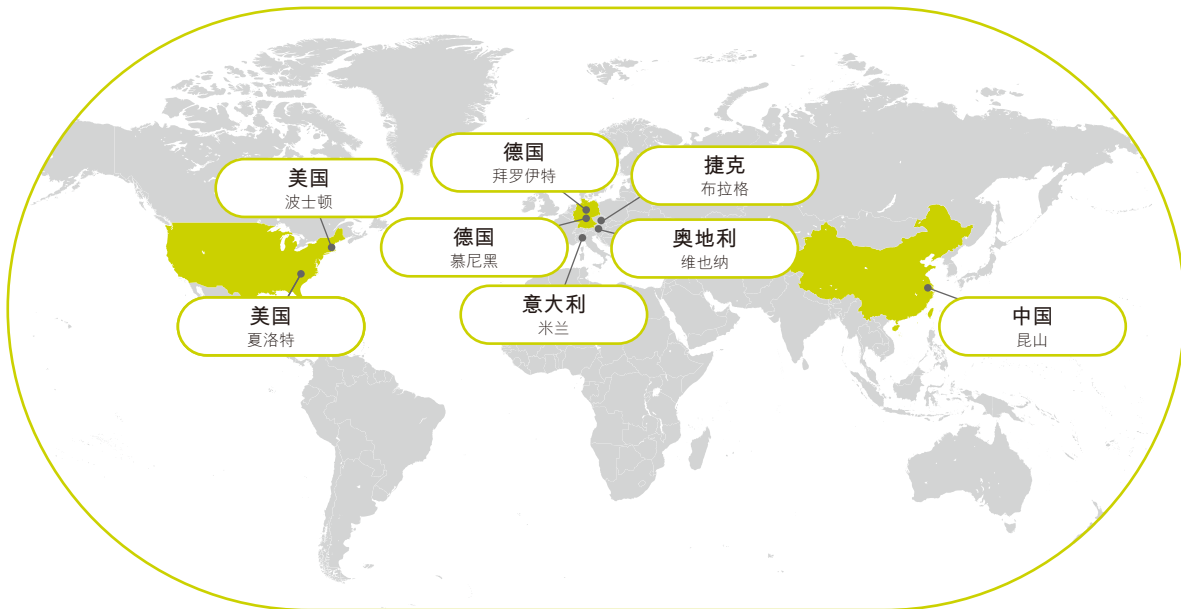 德国
拜罗伊特
捷克
布拉格
美国
波士顿
德国
慕尼黑
奥地利
维也纳
意大利
米兰
美国
夏洛特
中国
昆山